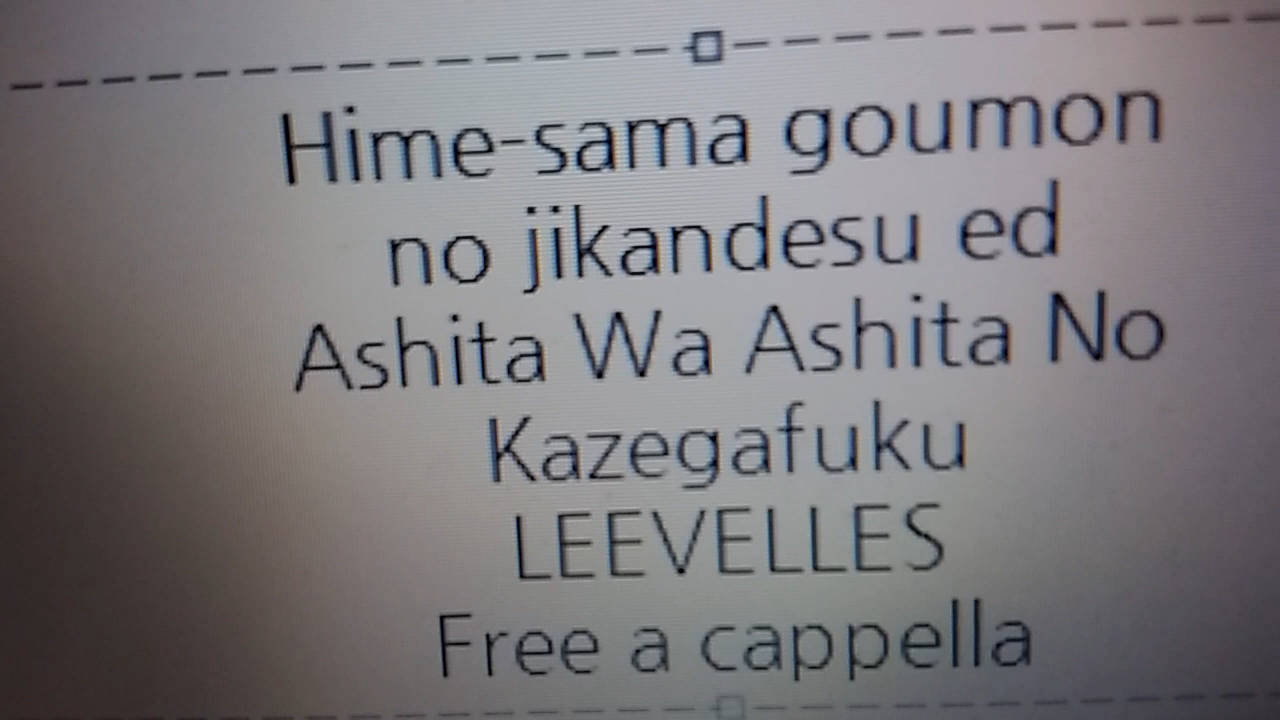 Hime-sama goumon
no jikandesu ed
Ashita Wa Ashita No
Kazegafuku
LEEVELLES
Free a cappella